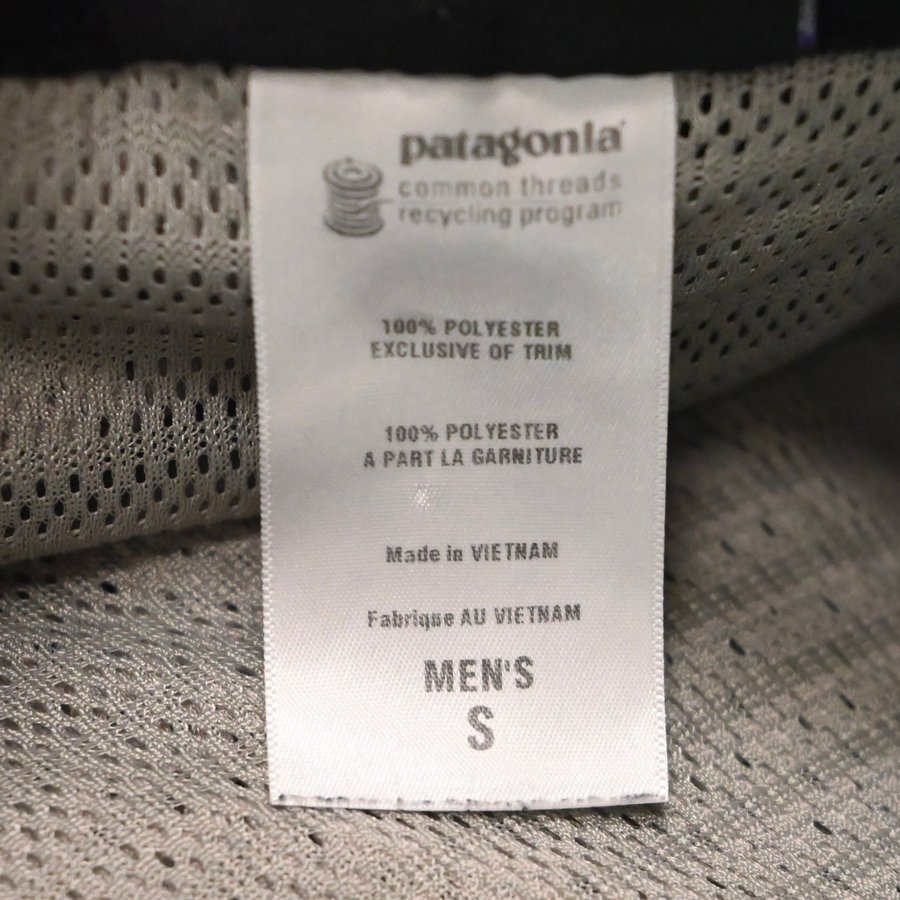 patagonia
common threads
recycling program
100% POLYESTER
EXCLUSIVE OF TRIM
100% POLYESTER
A PART LA GARNITURE
Made in VIETNAM
Fabrique AU VIETNAM
MEN'S
S